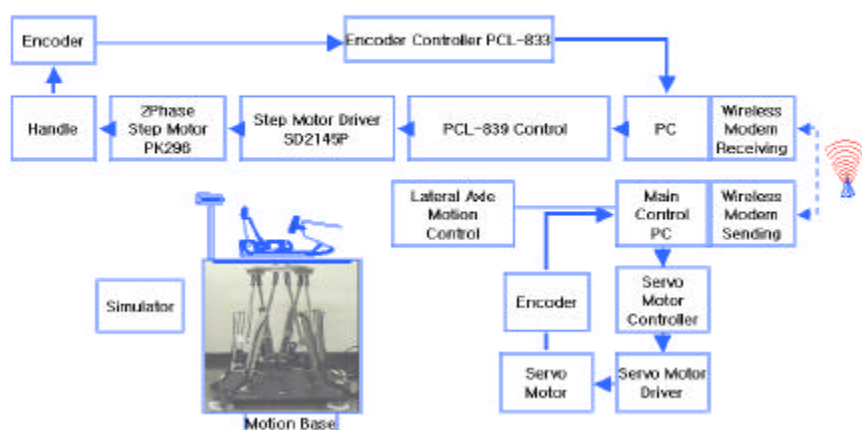 Encoder
Encoder Controller PCL-833
Handle
2Phase
Step Motor
PK296
Step Motor Driver
SD2145P
PCL-839 Control
PC
Wireless
Modem
Receiving
Lateral Axle
Motion
Control
Main
Control
PC
Wireless
Modem
Sending
Simulator
Encoder
Servo
Motor
Controller
Servo
Motor
Servo Motor
Driver
Motion Base